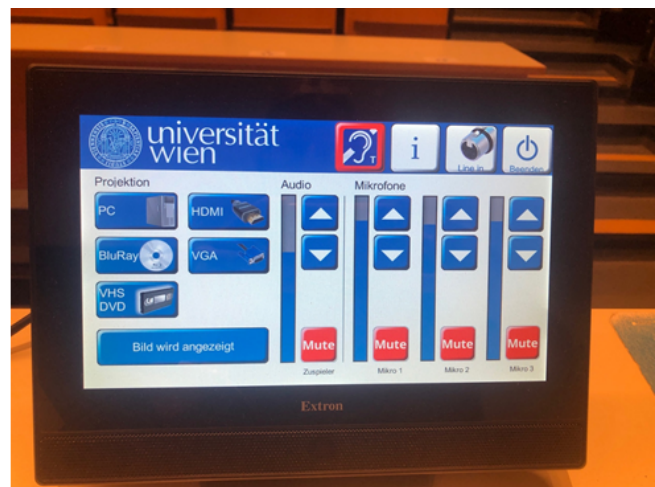 universität
wien
T
i
Line in
Beenden
Projektion
Audio
Mikrofone
PC
HDMI
BluRay
VGA
VHS
DVD
Bild wird angezeigt
Mute
Mute
Mute
Mute
Zuspieler
Mikro 1
Mikro 2
Mikro 3
Extron